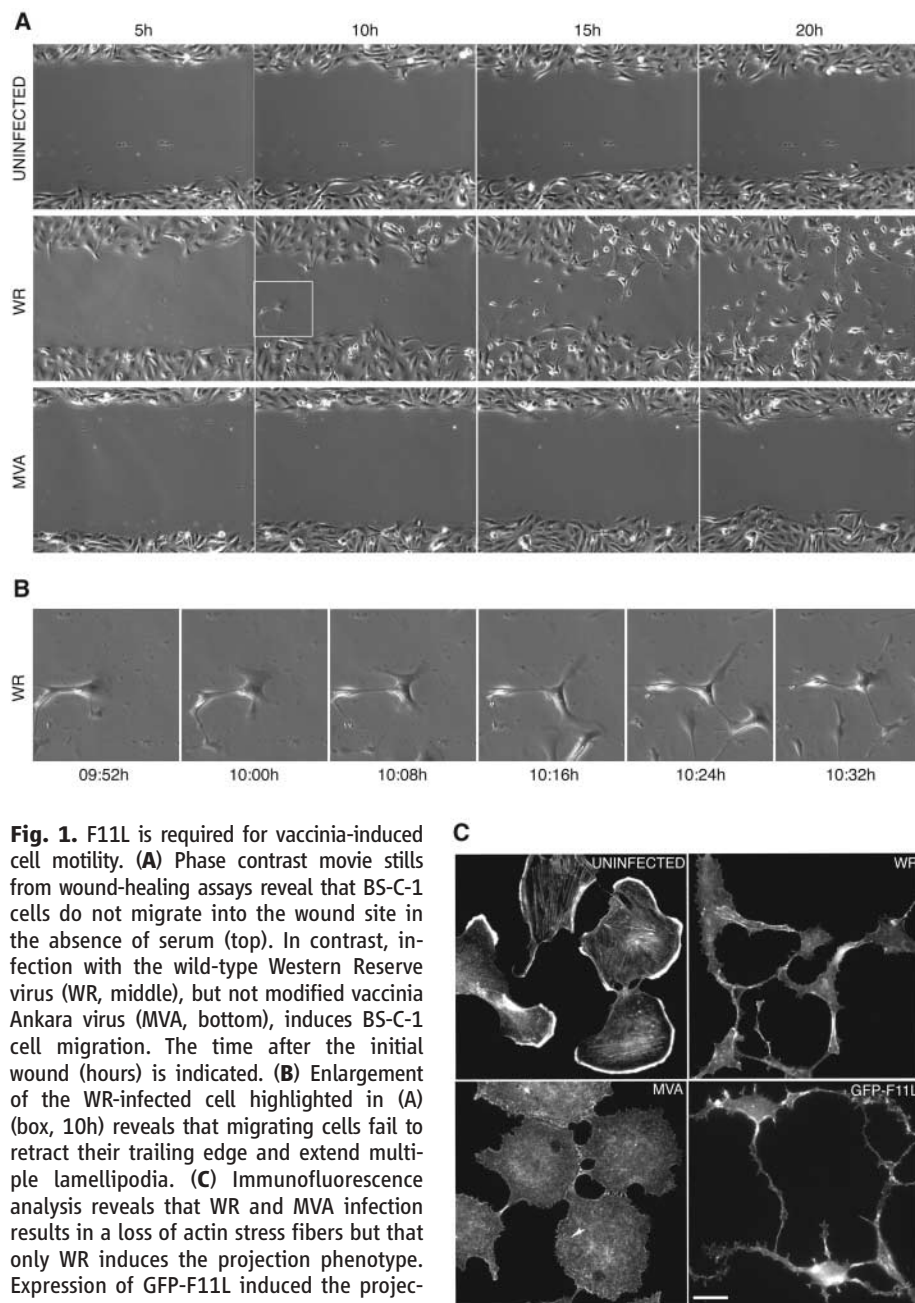 A
5h
10h
15h
20h
UNINFECTED
WR
MVA
B
WR
09:52h
10:00h
10:08h
10:16h
10:24h
10:32h
Fig. 1. F11L is required for vaccinia-induced
cell motility. (A) Phase contrast movie stills
from wound-healing assays reveal that BS-C-1
cells do not migrate into the wound site in
the absence of serum (top). In contrast, in-
fection with the wild-type Western Reserve
virus (WR, middle), but not modified vaccinia
Ankara virus (MVA, bottom), induces BS-C-1
cell migration. The time after the initial
wound (hours) is indicated. (B) Enlargement
of the WR-infected cell highlighted in (A)
(box, 10h) reveals that migrating cells fail to
retract their trailing edge and extend multi-
ple lamellipodia. (C) Immunofluorescence
analysis reveals that WR and MVA infection
results in a loss of actin stress fibers but that
only WR induces the projection phenotype.
Expression of GFP-F11L induced the projec-
C
UNINFECTED
WR
MVA
GFP-F11L